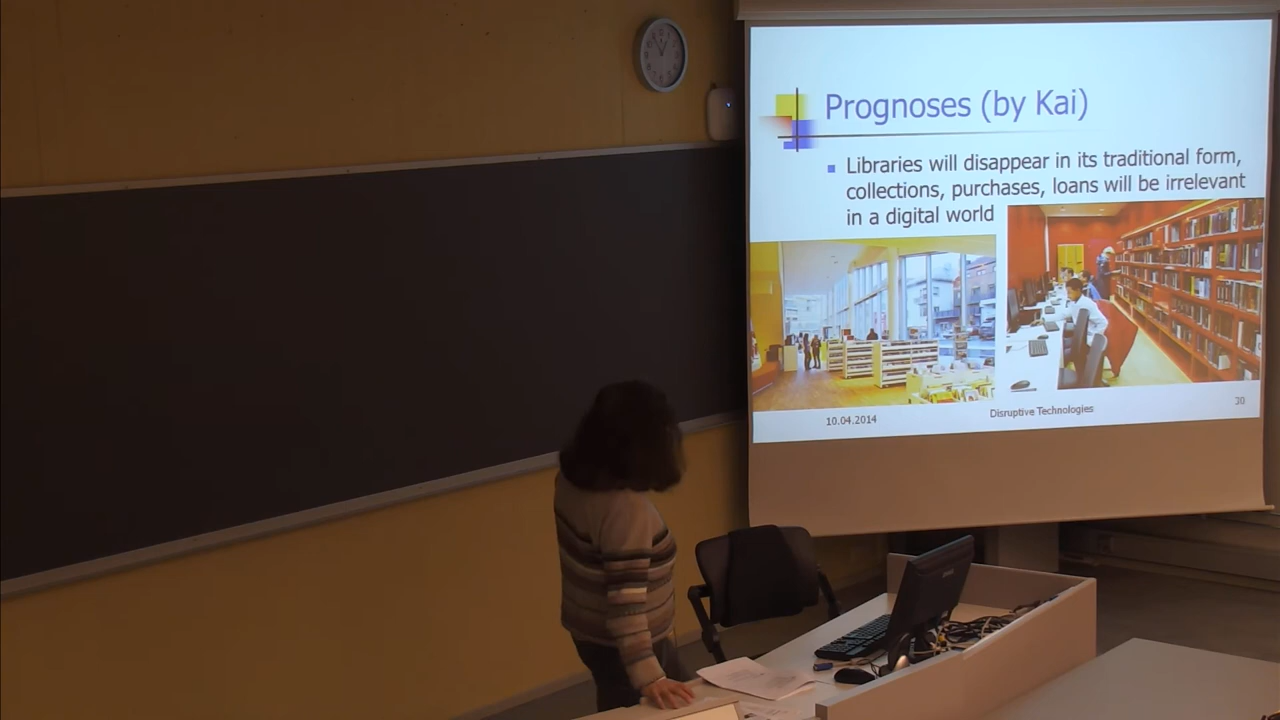 Prognoses (by Kai)
Libraries will disappear in its traditional form,
collections, purchases, loans will be irrelevant
in a digital world
10.04.2014
Disruptive Technologies
30